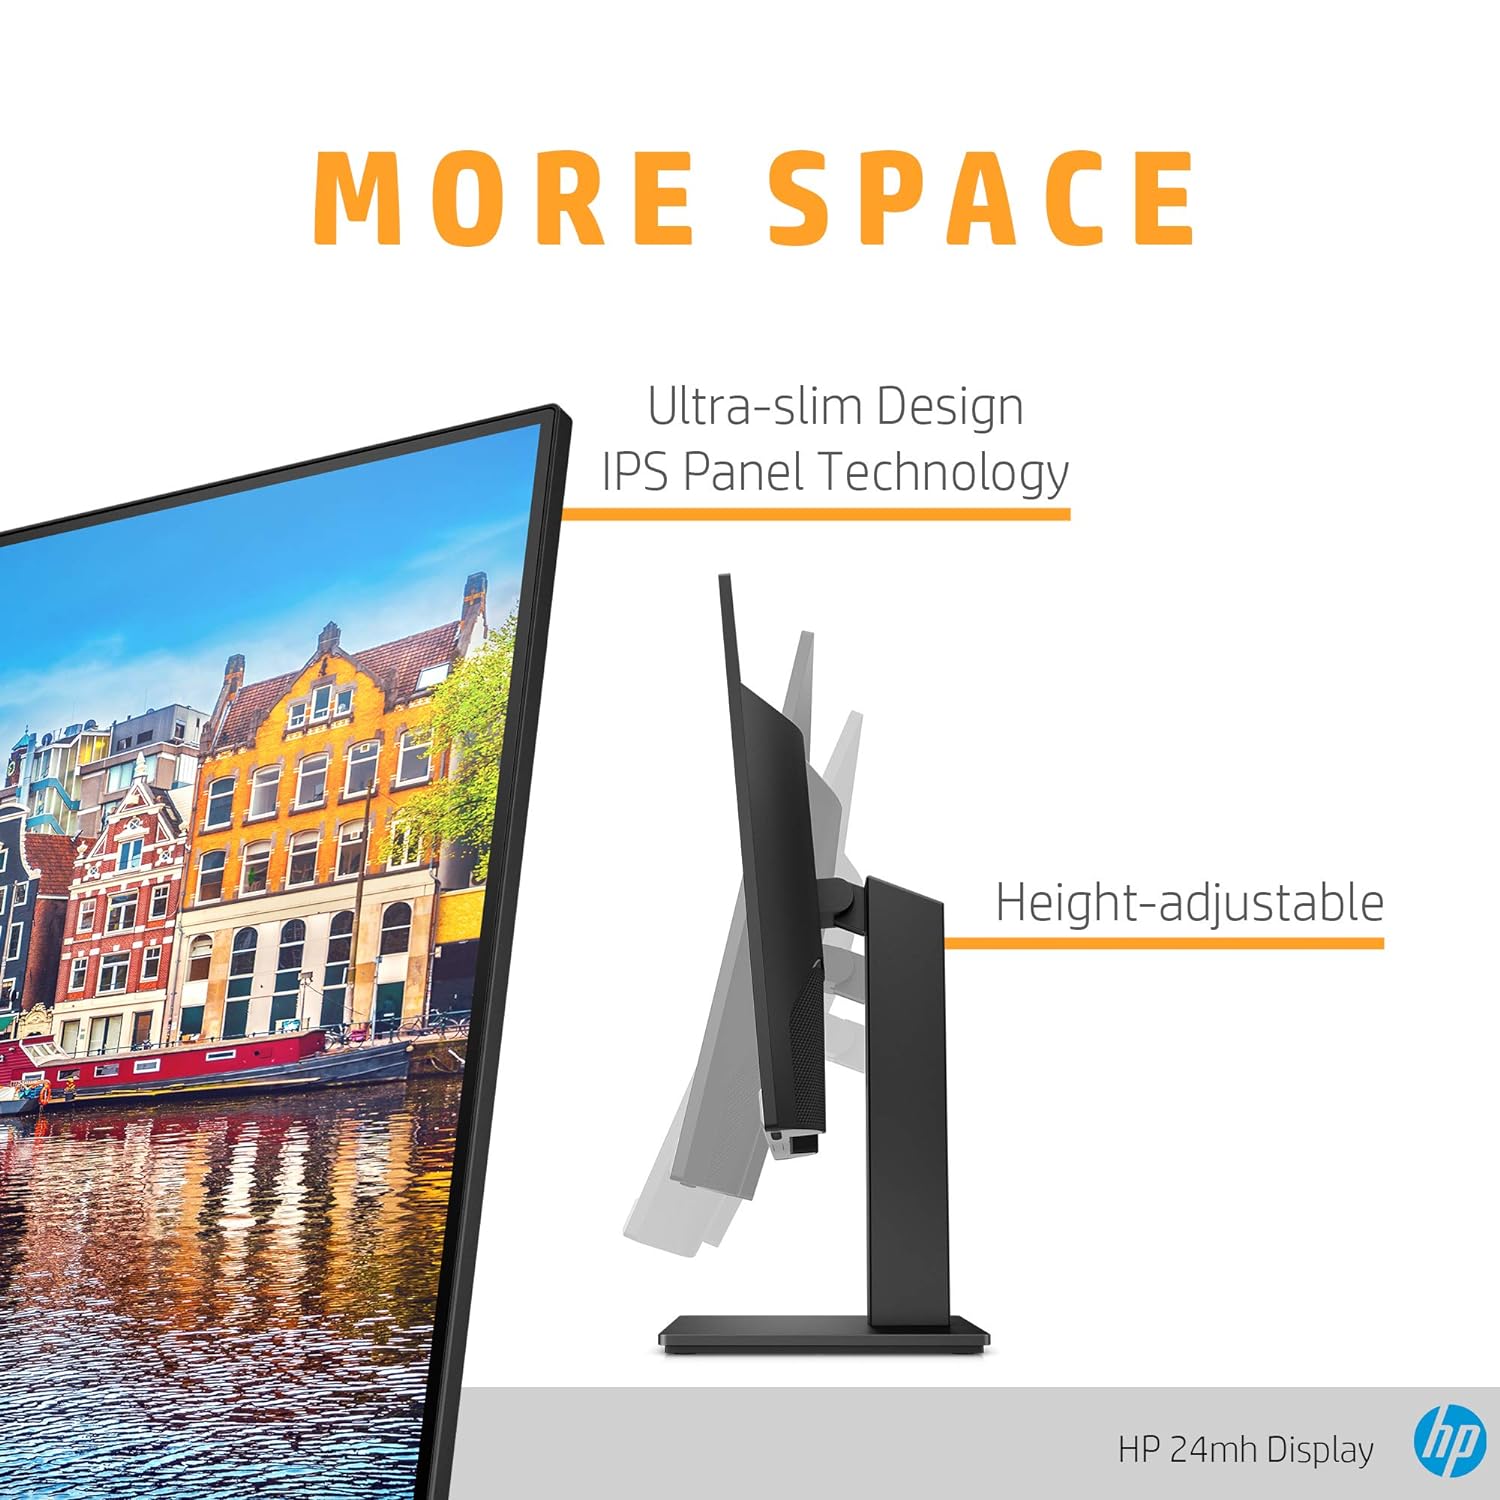 MORE SPACE
Ultra-slim Design
IPS Panel Technology
Height-adjustable
HP 24mh Display
hp